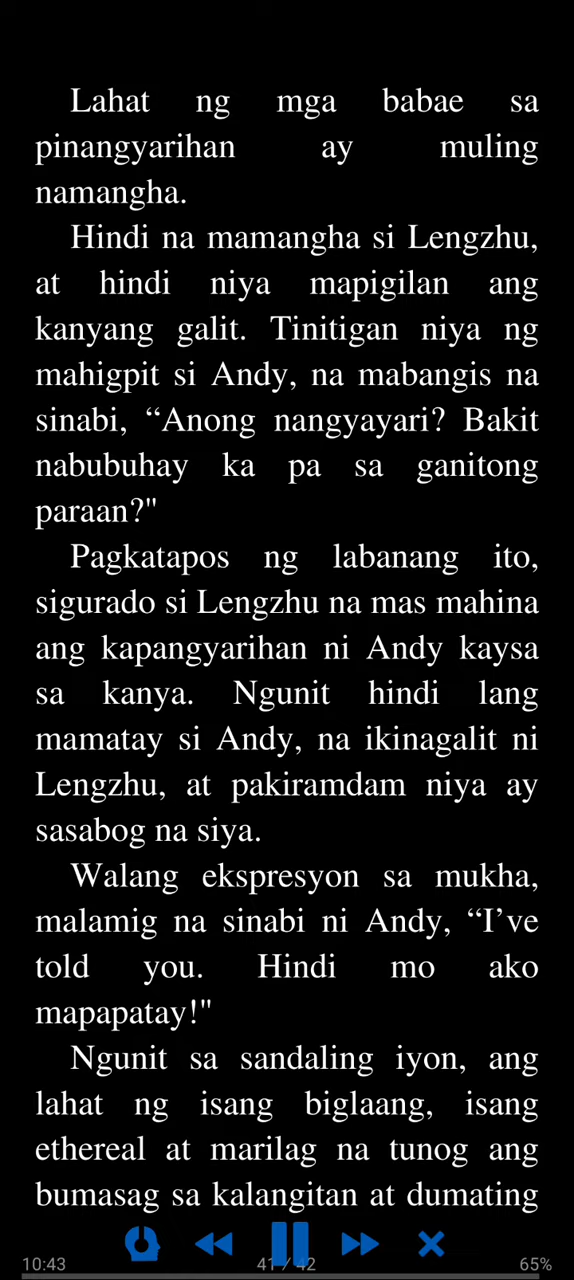 Lahat ng mga babae sa
pinangyarihan ay muling
namangha.
Hindi na mamangha si Lengzhu,
at hindi niya mapigilan ang
kanyang galit. Tinitigan niya ng
mahigpit si Andy, na mabangis na
sinabi, “Anong nangyayari? Bakit
nabubuhay ka pa sa ganitong
paraan?"
Pagkatapos ng labanang ito,
sigurado si Lengzhu na mas mahina
ang kapangyarihan ni Andy kaysa
sa kanya. Ngunit hindi lang
mamatay si Andy, na ikinagalit ni
Lengzhu, at pakiramdam niya ay
sasabog na siya.
Walang ekspresyon sa mukha,
malamig na sinabi ni Andy, “I’ve
told you. Hindi mo ako
mapapatay!"
Ngunit sa sandaling iyon, ang
lahat ng isang biglaang, isang
ethereal at marilag na tunog ang
bumasag sa kalangitan at dumating
10:43 41 / 42 65%